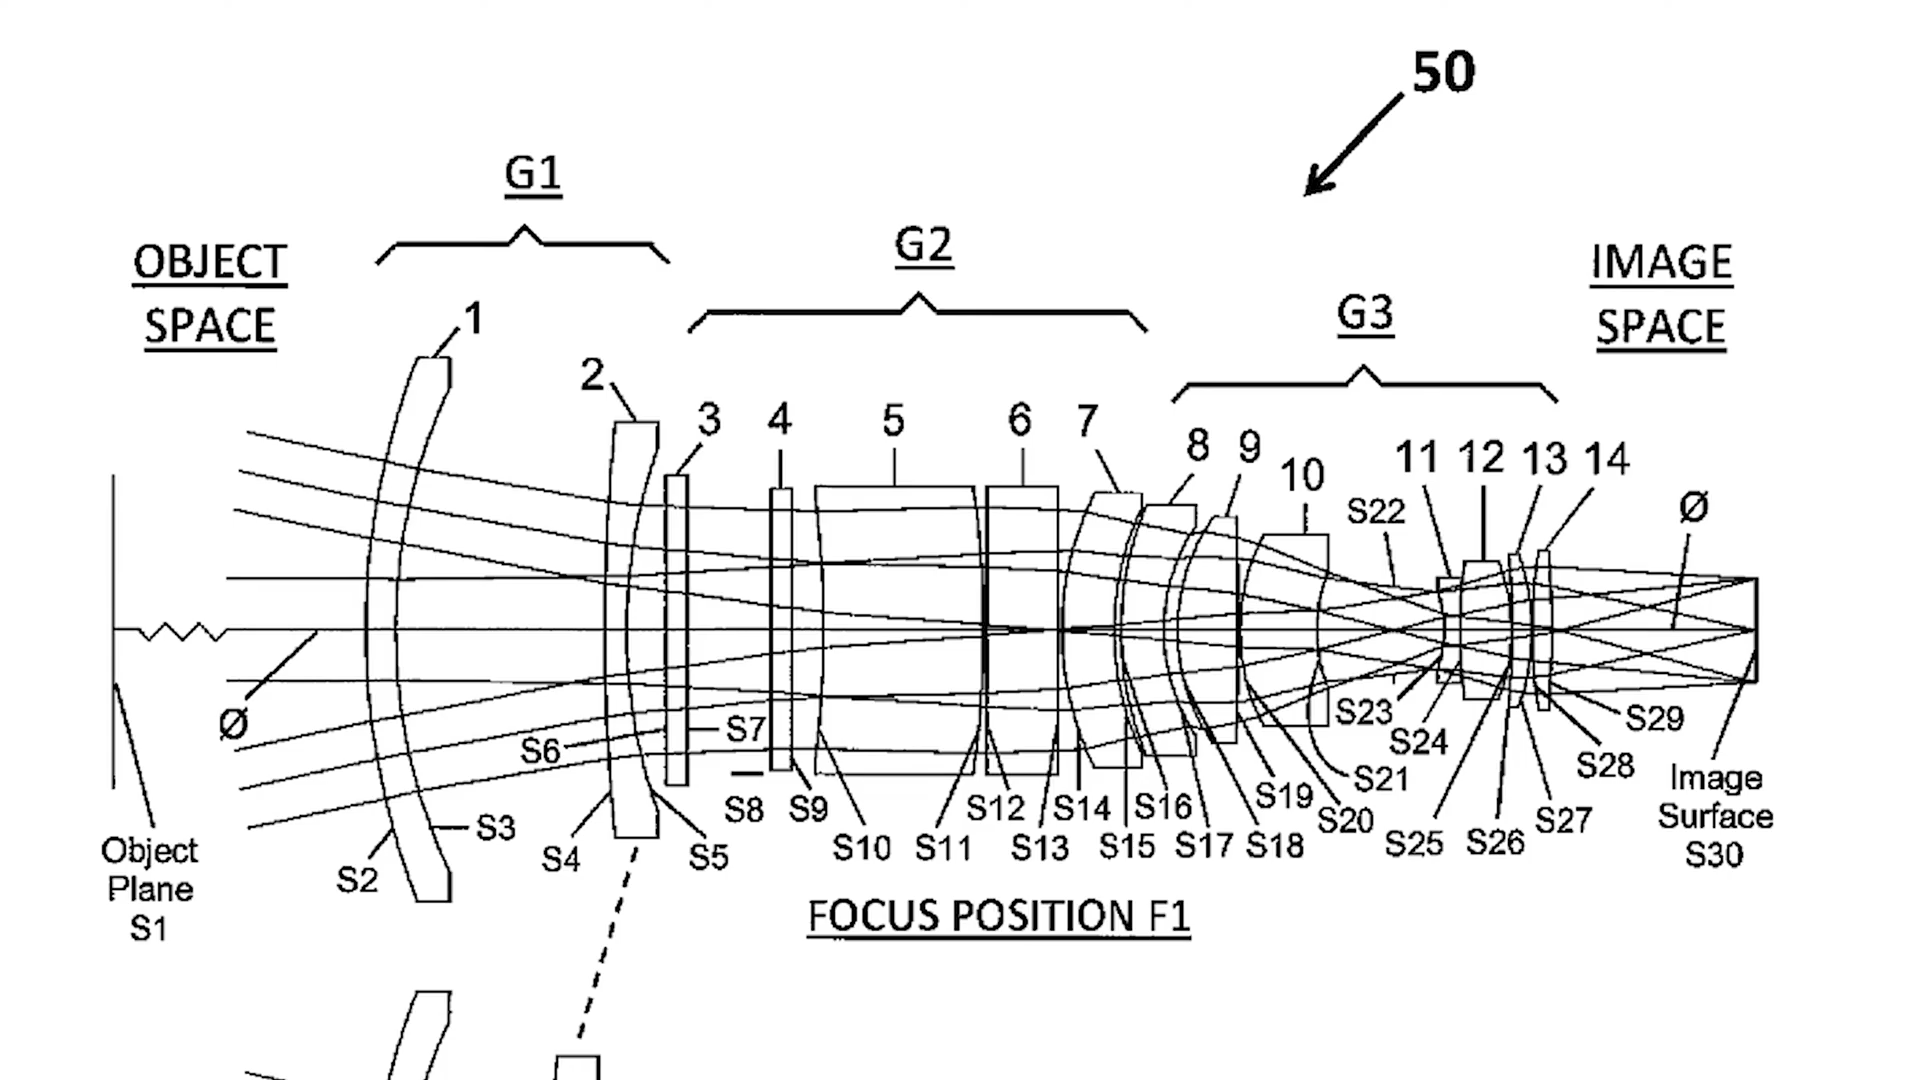 50
G1
G2
G3
OBJECT
SPACE
IMAGE
SPACE
1
2
3
4
5
6
7
8
9
10
11
12
13
14
S22
Ø
Ø
S6
S7
S8
S9
S23
S24
S29
S28
S21
S19
S20
S12
S14
S16
S2
S3
S4
S5
S10
S11
S13
S15
S17
S18
S25
S26
S27
Object
Plane
S1
Image
Surface
S30
FOCUS POSITION F1